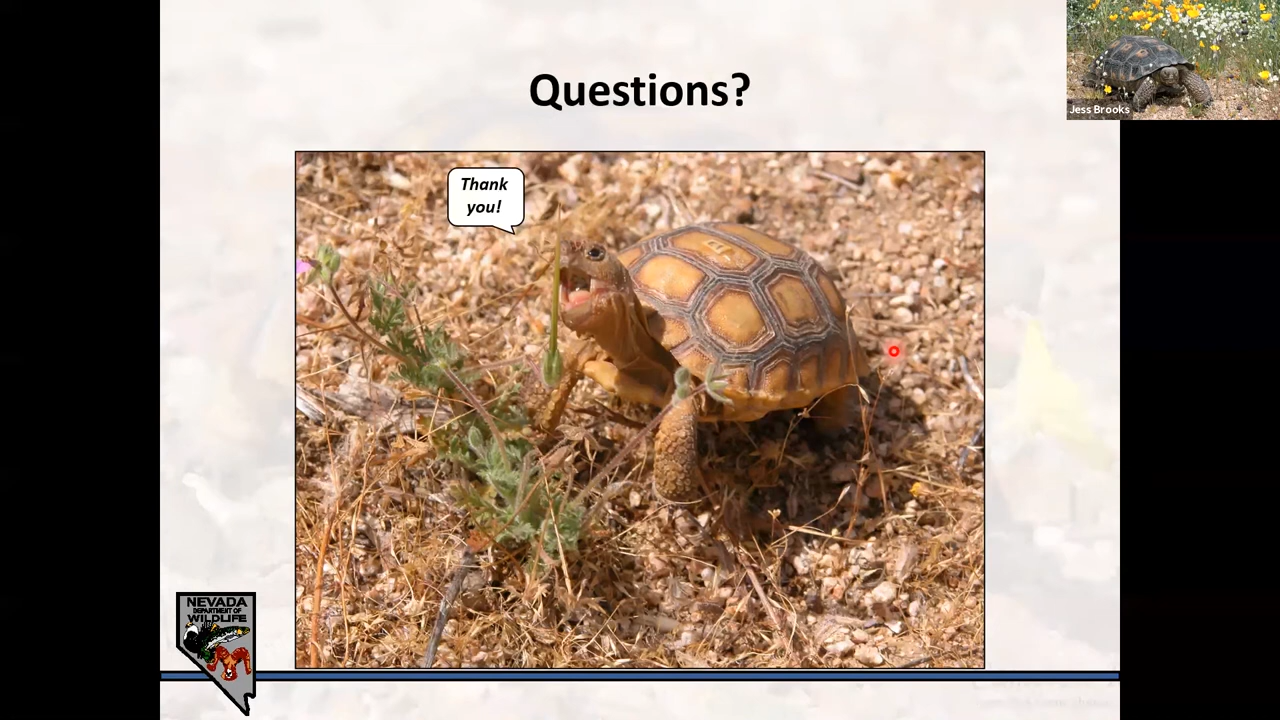 Questions?
Jess Brooks
Thank
you!
NEVADA
DEPARTMENT OF
WILDLIFE